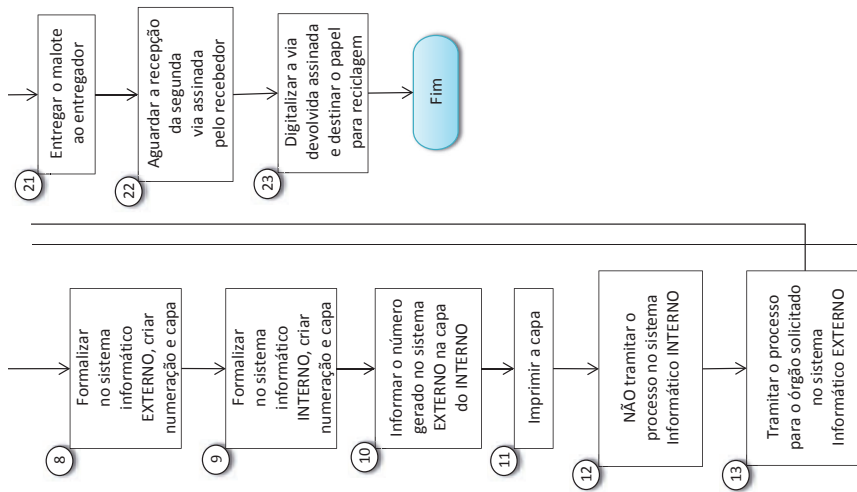 8
Formalizar
no sistema
informático
EXTERNO, criar
numeração e capa
9
Formalizar
no sistema
informático
INTERNO, criar
numeração e capa
10
Informar o número
gerado no sistema
EXTERNO na capa
do INTERNO
11
Imprimir a capa
12
NÃO tramitar o
processo no sistema
Informático INTERNO
13
Tramitar o processo
para o órgão solicitado
no sistema
Informático EXTERNO
21
Entregar o malote
ao entregador
22
Aguardar a recepção
da segunda
via assinada
pelo recebedor
23
Digitalizar a via
devolvida assinada
e destinar o papel
para reciclagem
Fim